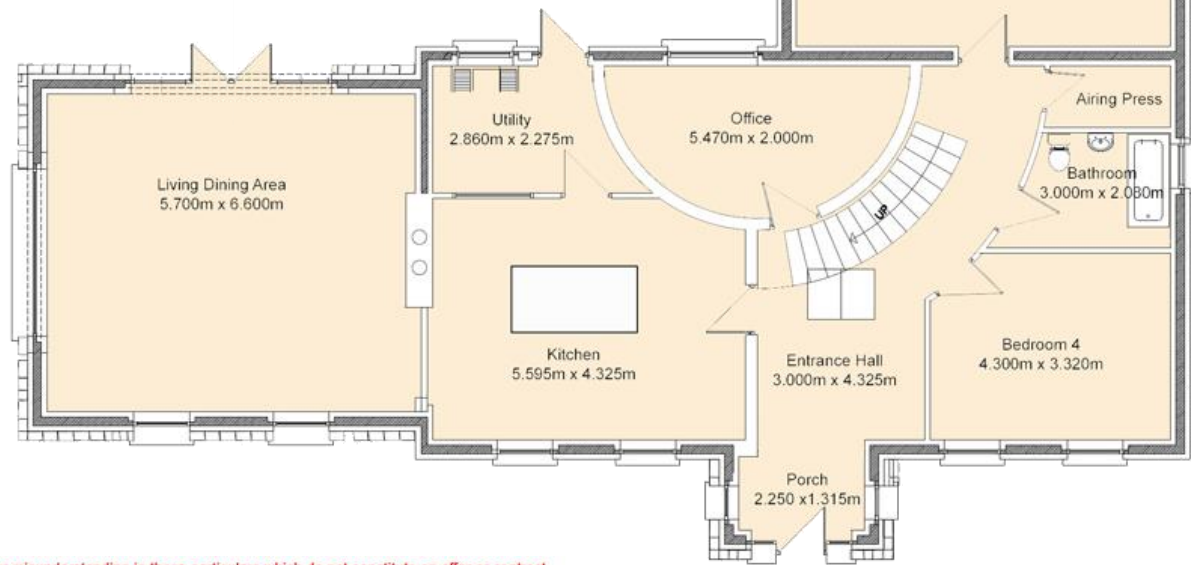 Airing Press
Utility
2.860m x 2.275m
Office
5.470m x 2.000m
Living Dining Area
5.700m x 6.600m
Bathroom
3.000m x 2.080m
UP
Kitchen
5.595m x 4.325m
Entrance Hall
3.000m x 4.325m
Bedroom 4
4.300m x 3.320m
Porch
2.250 x1.315m